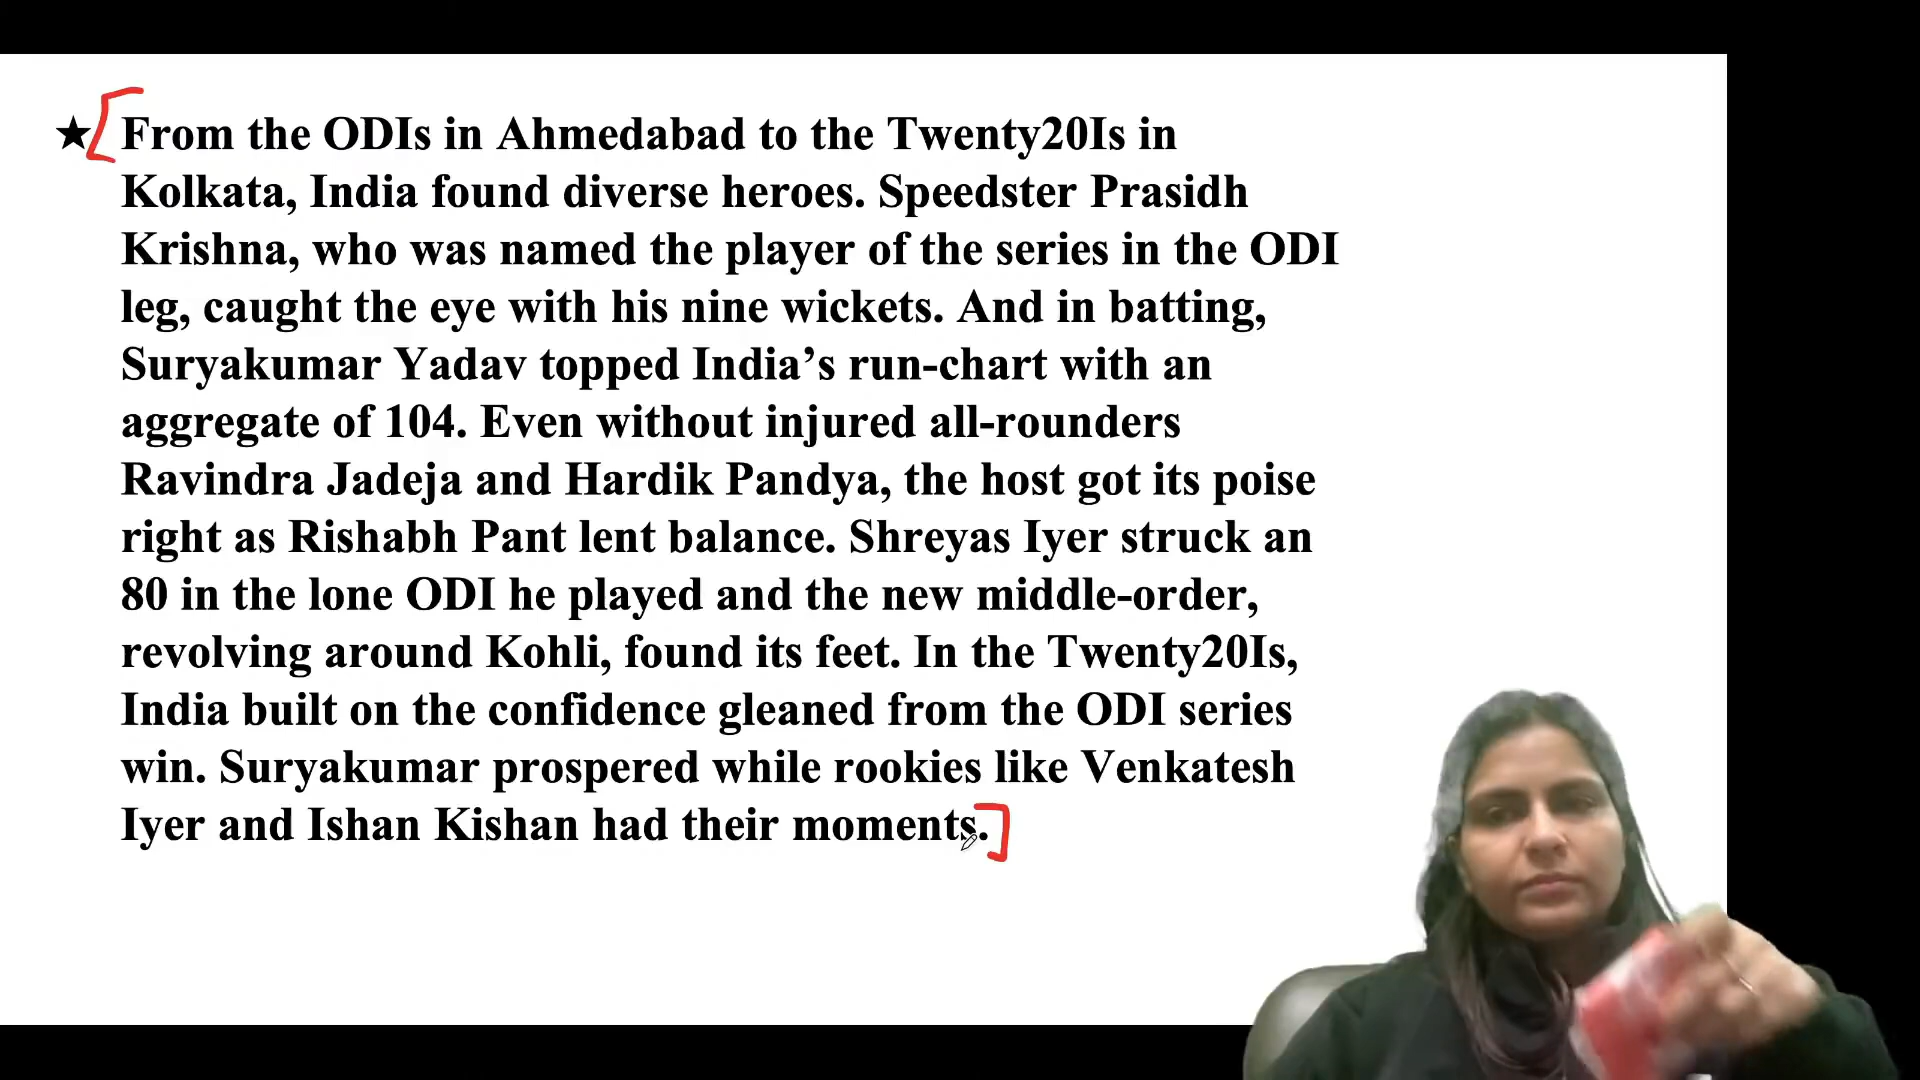 ★ From the ODIs in Ahmedabad to the Twenty20Is in
Kolkata, India found diverse heroes. Speedster Prasidh
Krishna, who was named the player of the series in the ODI
leg, caught the eye with his nine wickets. And in batting,
Suryakumar Yadav topped India’s run-chart with an
aggregate of 104. Even without injured all-rounders
Ravindra Jadeja and Hardik Pandya, the host got its poise
right as Rishabh Pant lent balance. Shreyas Iyer struck an
80 in the lone ODI he played and the new middle-order,
revolving around Kohli, found its feet. In the Twenty20Is,
India built on the confidence gleaned from the ODI series
win. Suryakumar prospered while rookies like Venkatesh
Iyer and Ishan Kishan had their moments.